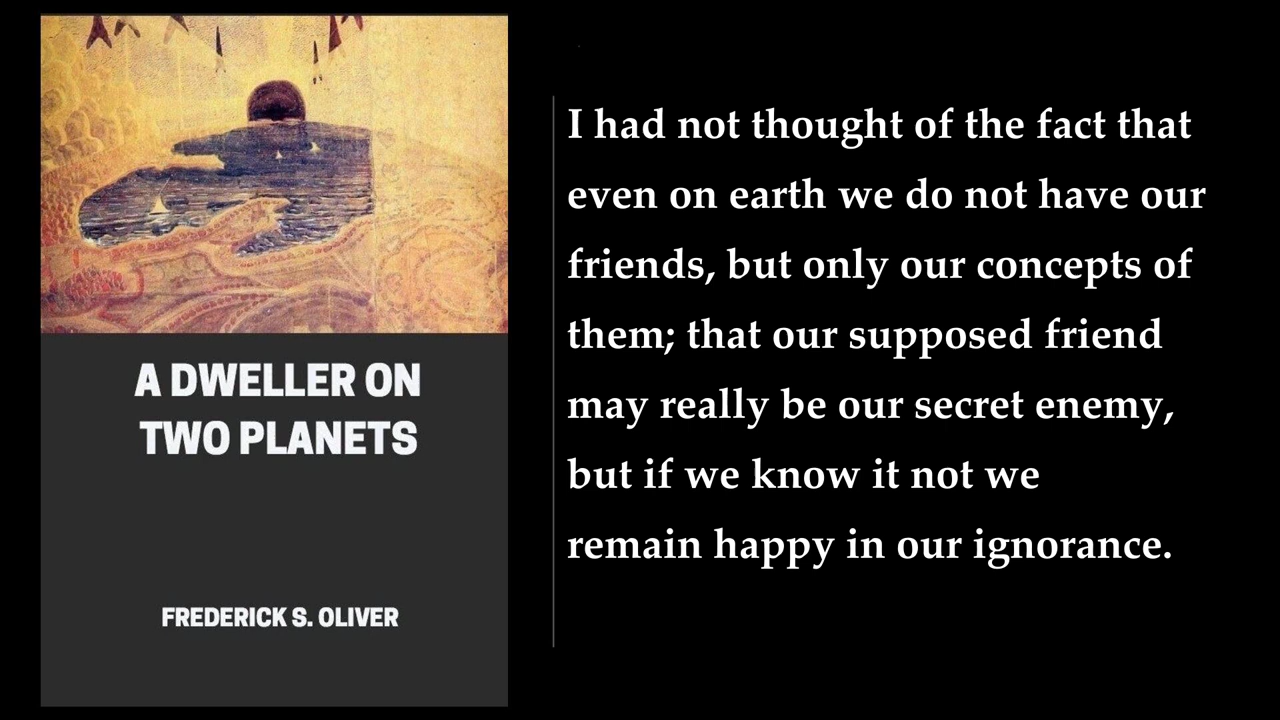 A DWELLER ON
TWO PLANETS
FREDERICK S. OLIVER
I had not thought of the fact that
even on earth we do not have our
friends, but only our concepts of
them; that our supposed friend
may really be our secret enemy,
but if we know it not we
remain happy in our ignorance.